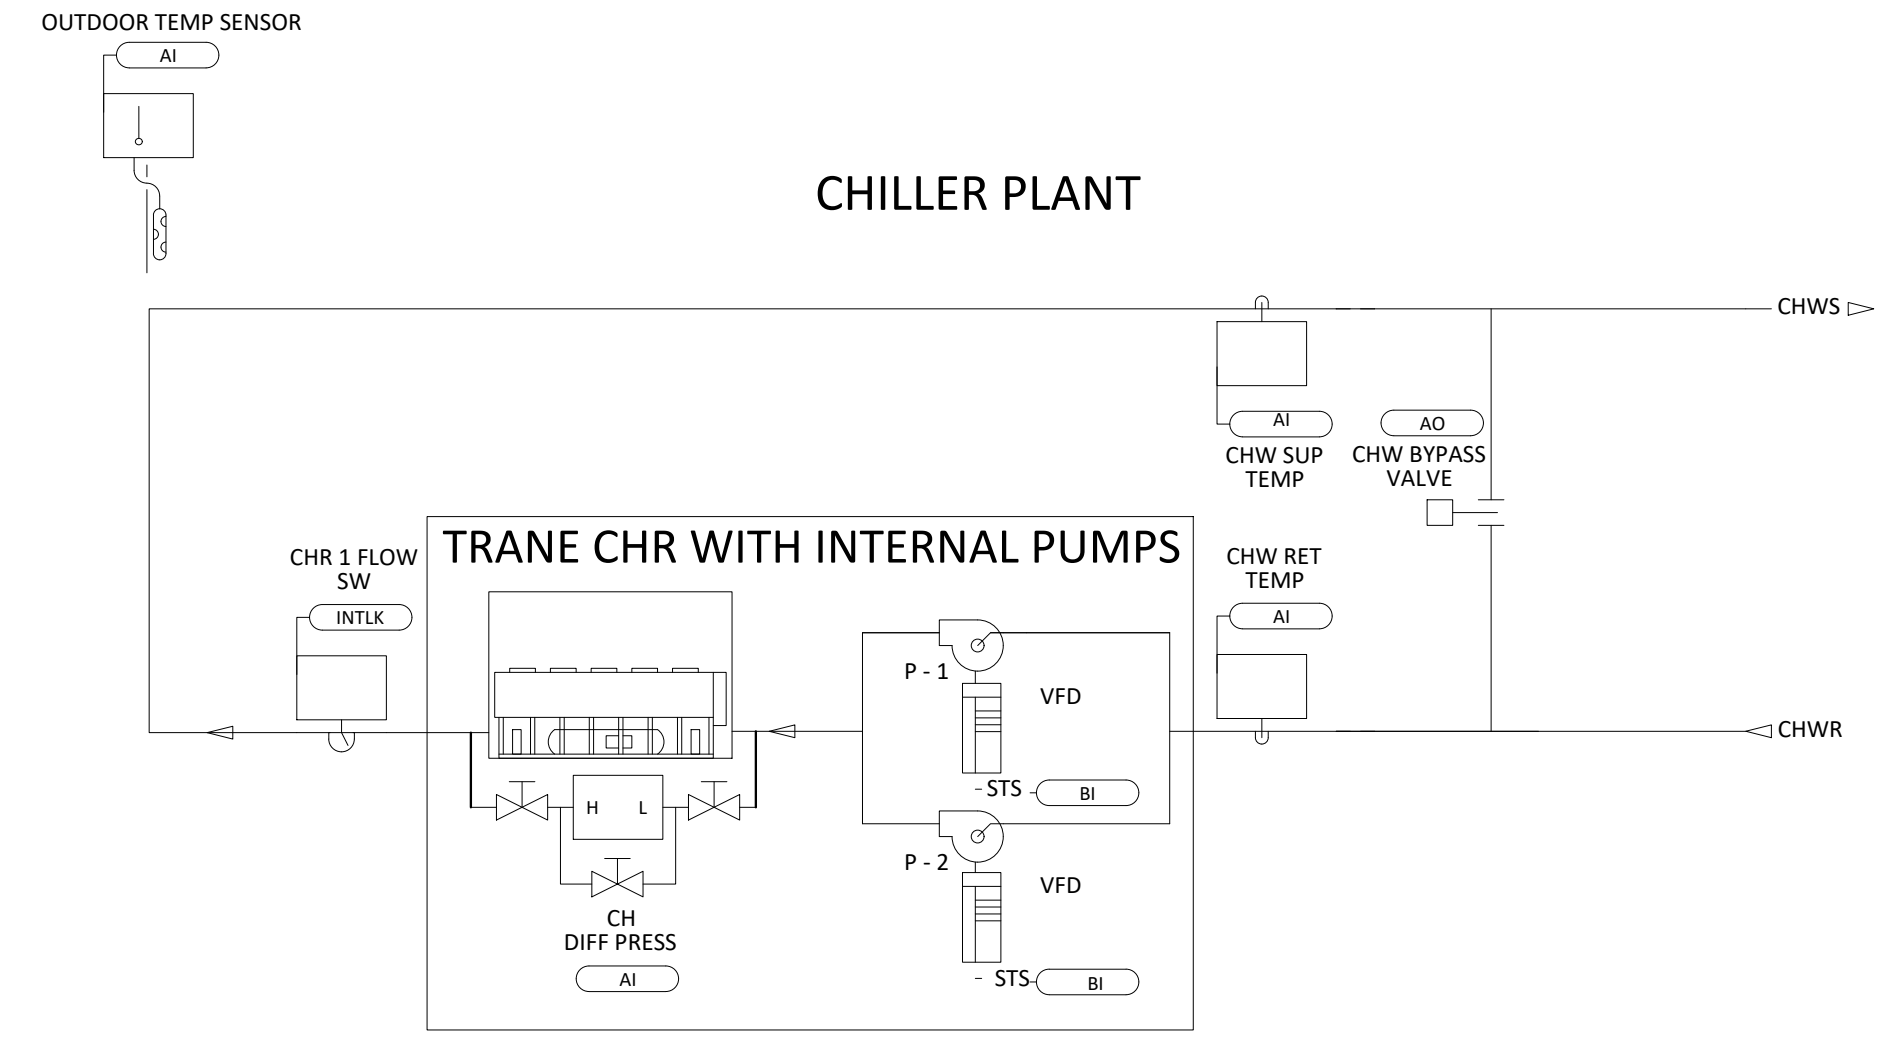 OUTDOOR TEMP SENSOR
AI
CHILLER PLANT
CHWS
AI
CHW SUP
TEMP
AO
CHW BYPASS
VALVE
TRANE CHR WITH INTERNAL PUMPS
CHR 1 FLOW
SW
INTLK
CHW RET
TEMP
AI
P - 1
VFD
CHWR
STS
BI
H L
P - 2
VFD
CH
DIFF PRESS
AI
STS
BI